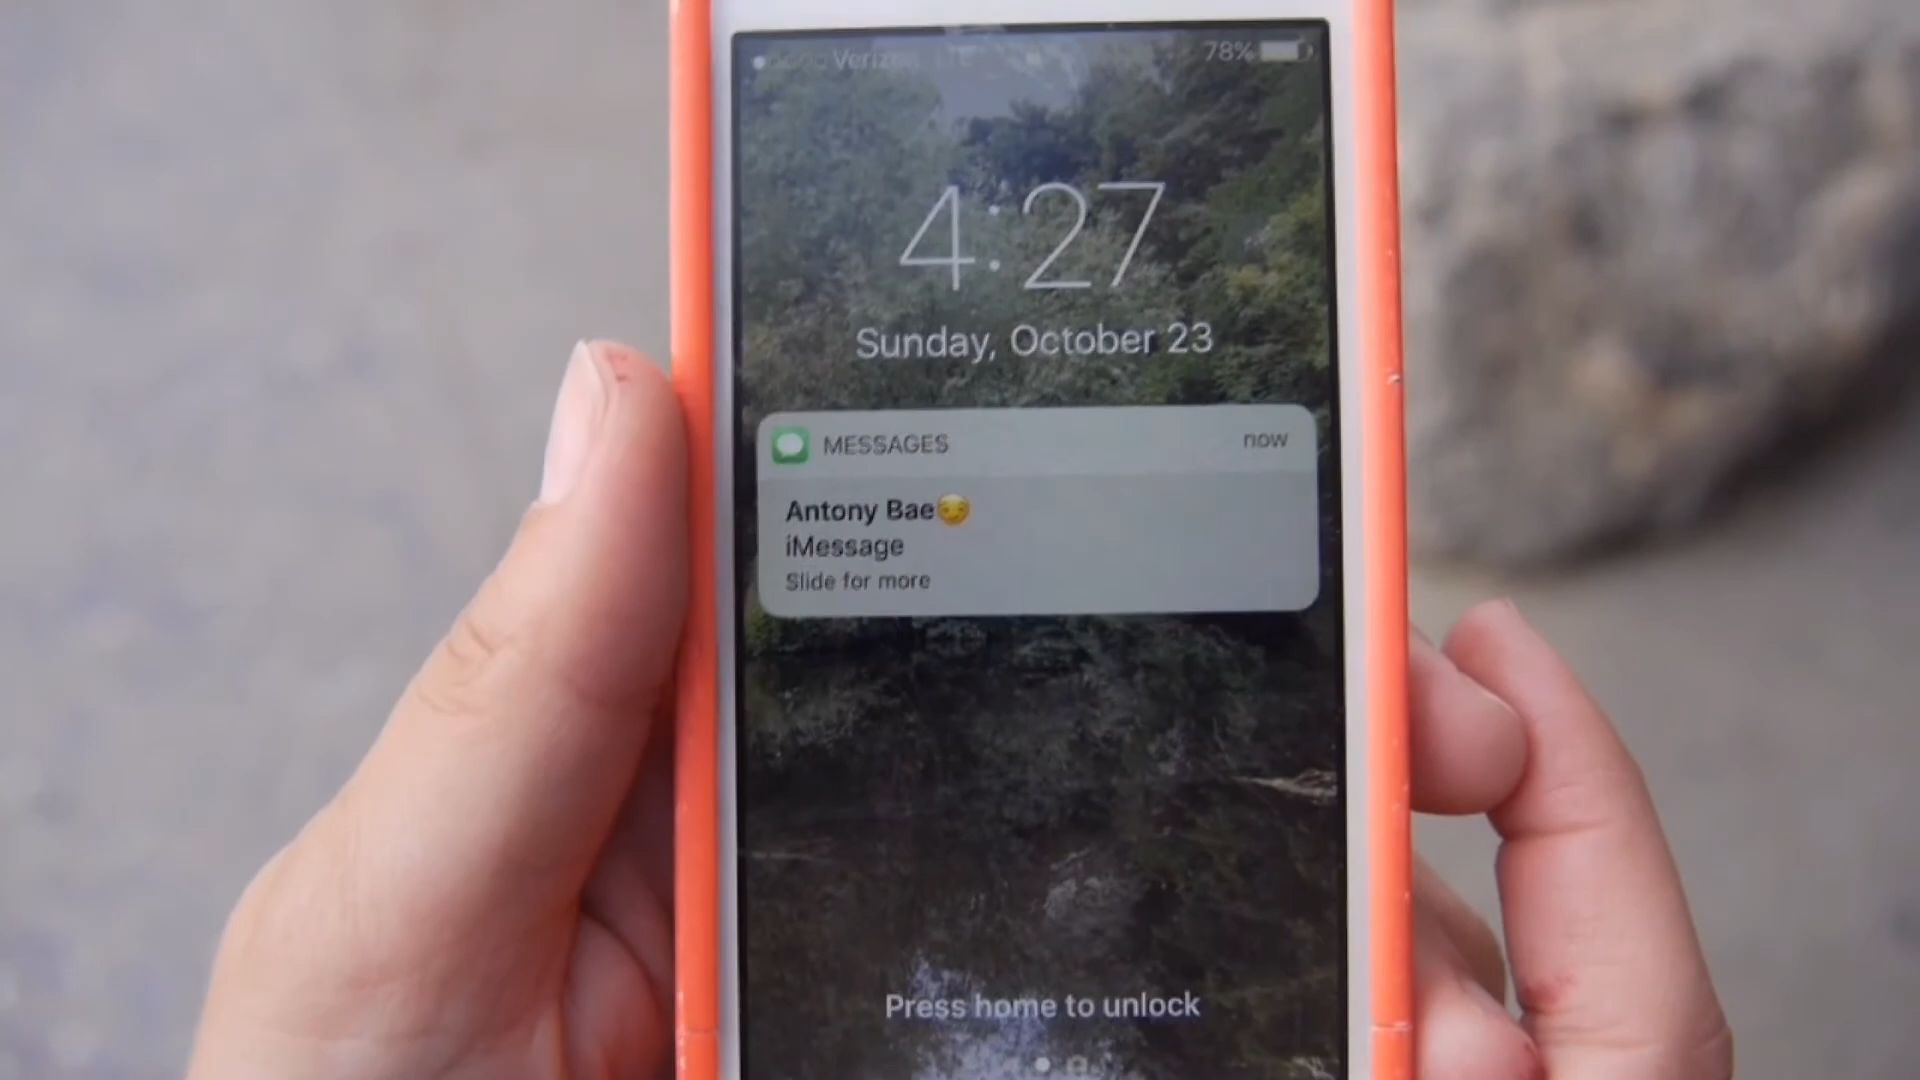 Verizon LTE 78%
4:27
Sunday, October 23
MESSAGES now
Antony Bae😏
iMessage
Slide for more
Press home to unlock